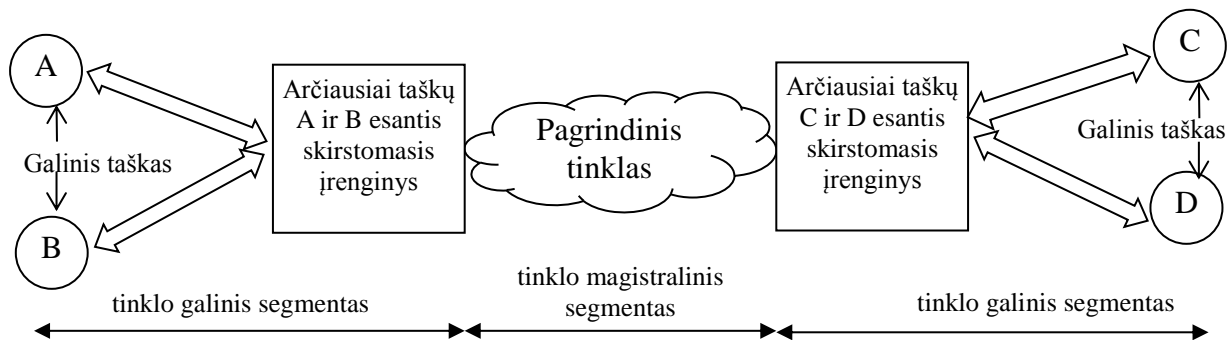 A
B
Galinis taškas
Arčiausiai taškų
A ir B esantis
skirstomasis
įrenginys
Pagrindinis
tinklas
Arčiausiai taškų
C ir D esantis
skirstomasis
įrenginys
C
Galinis taškas
D
tinklo galinis segmentas
tinklo magistralinis
segmentas
tinklo galinis segmentas